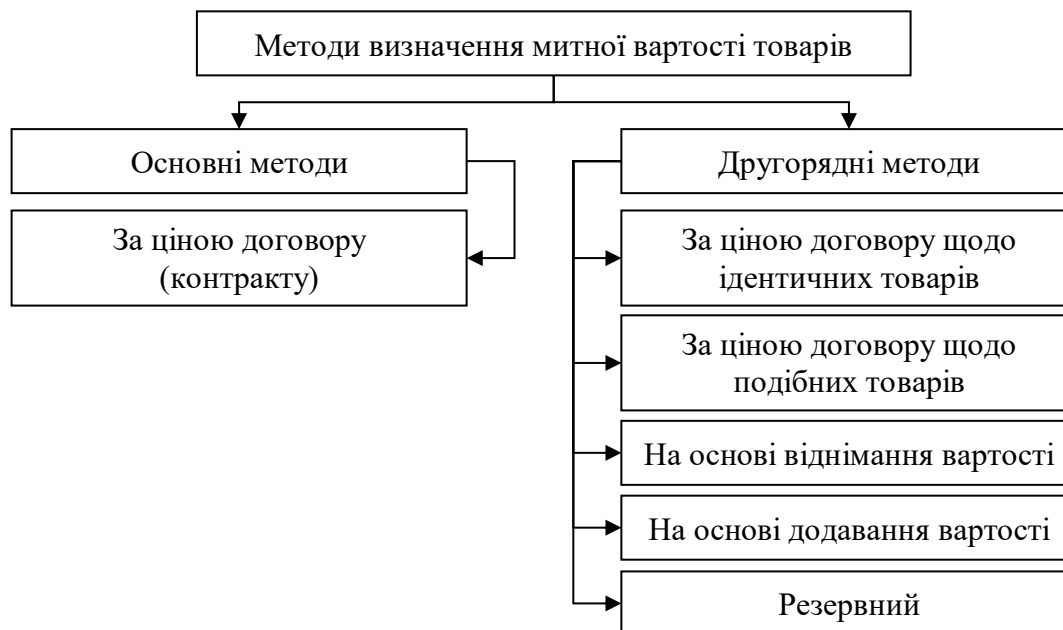 Методи визначення митної вартості товарів
Основні методи
За ціною договору
(контракту)
Другорядні методи
За ціною договору щодо
ідентичних товарів
За ціною договору щодо
подібних товарів
На основі віднімання вартості
На основі додавання вартості
Резервний